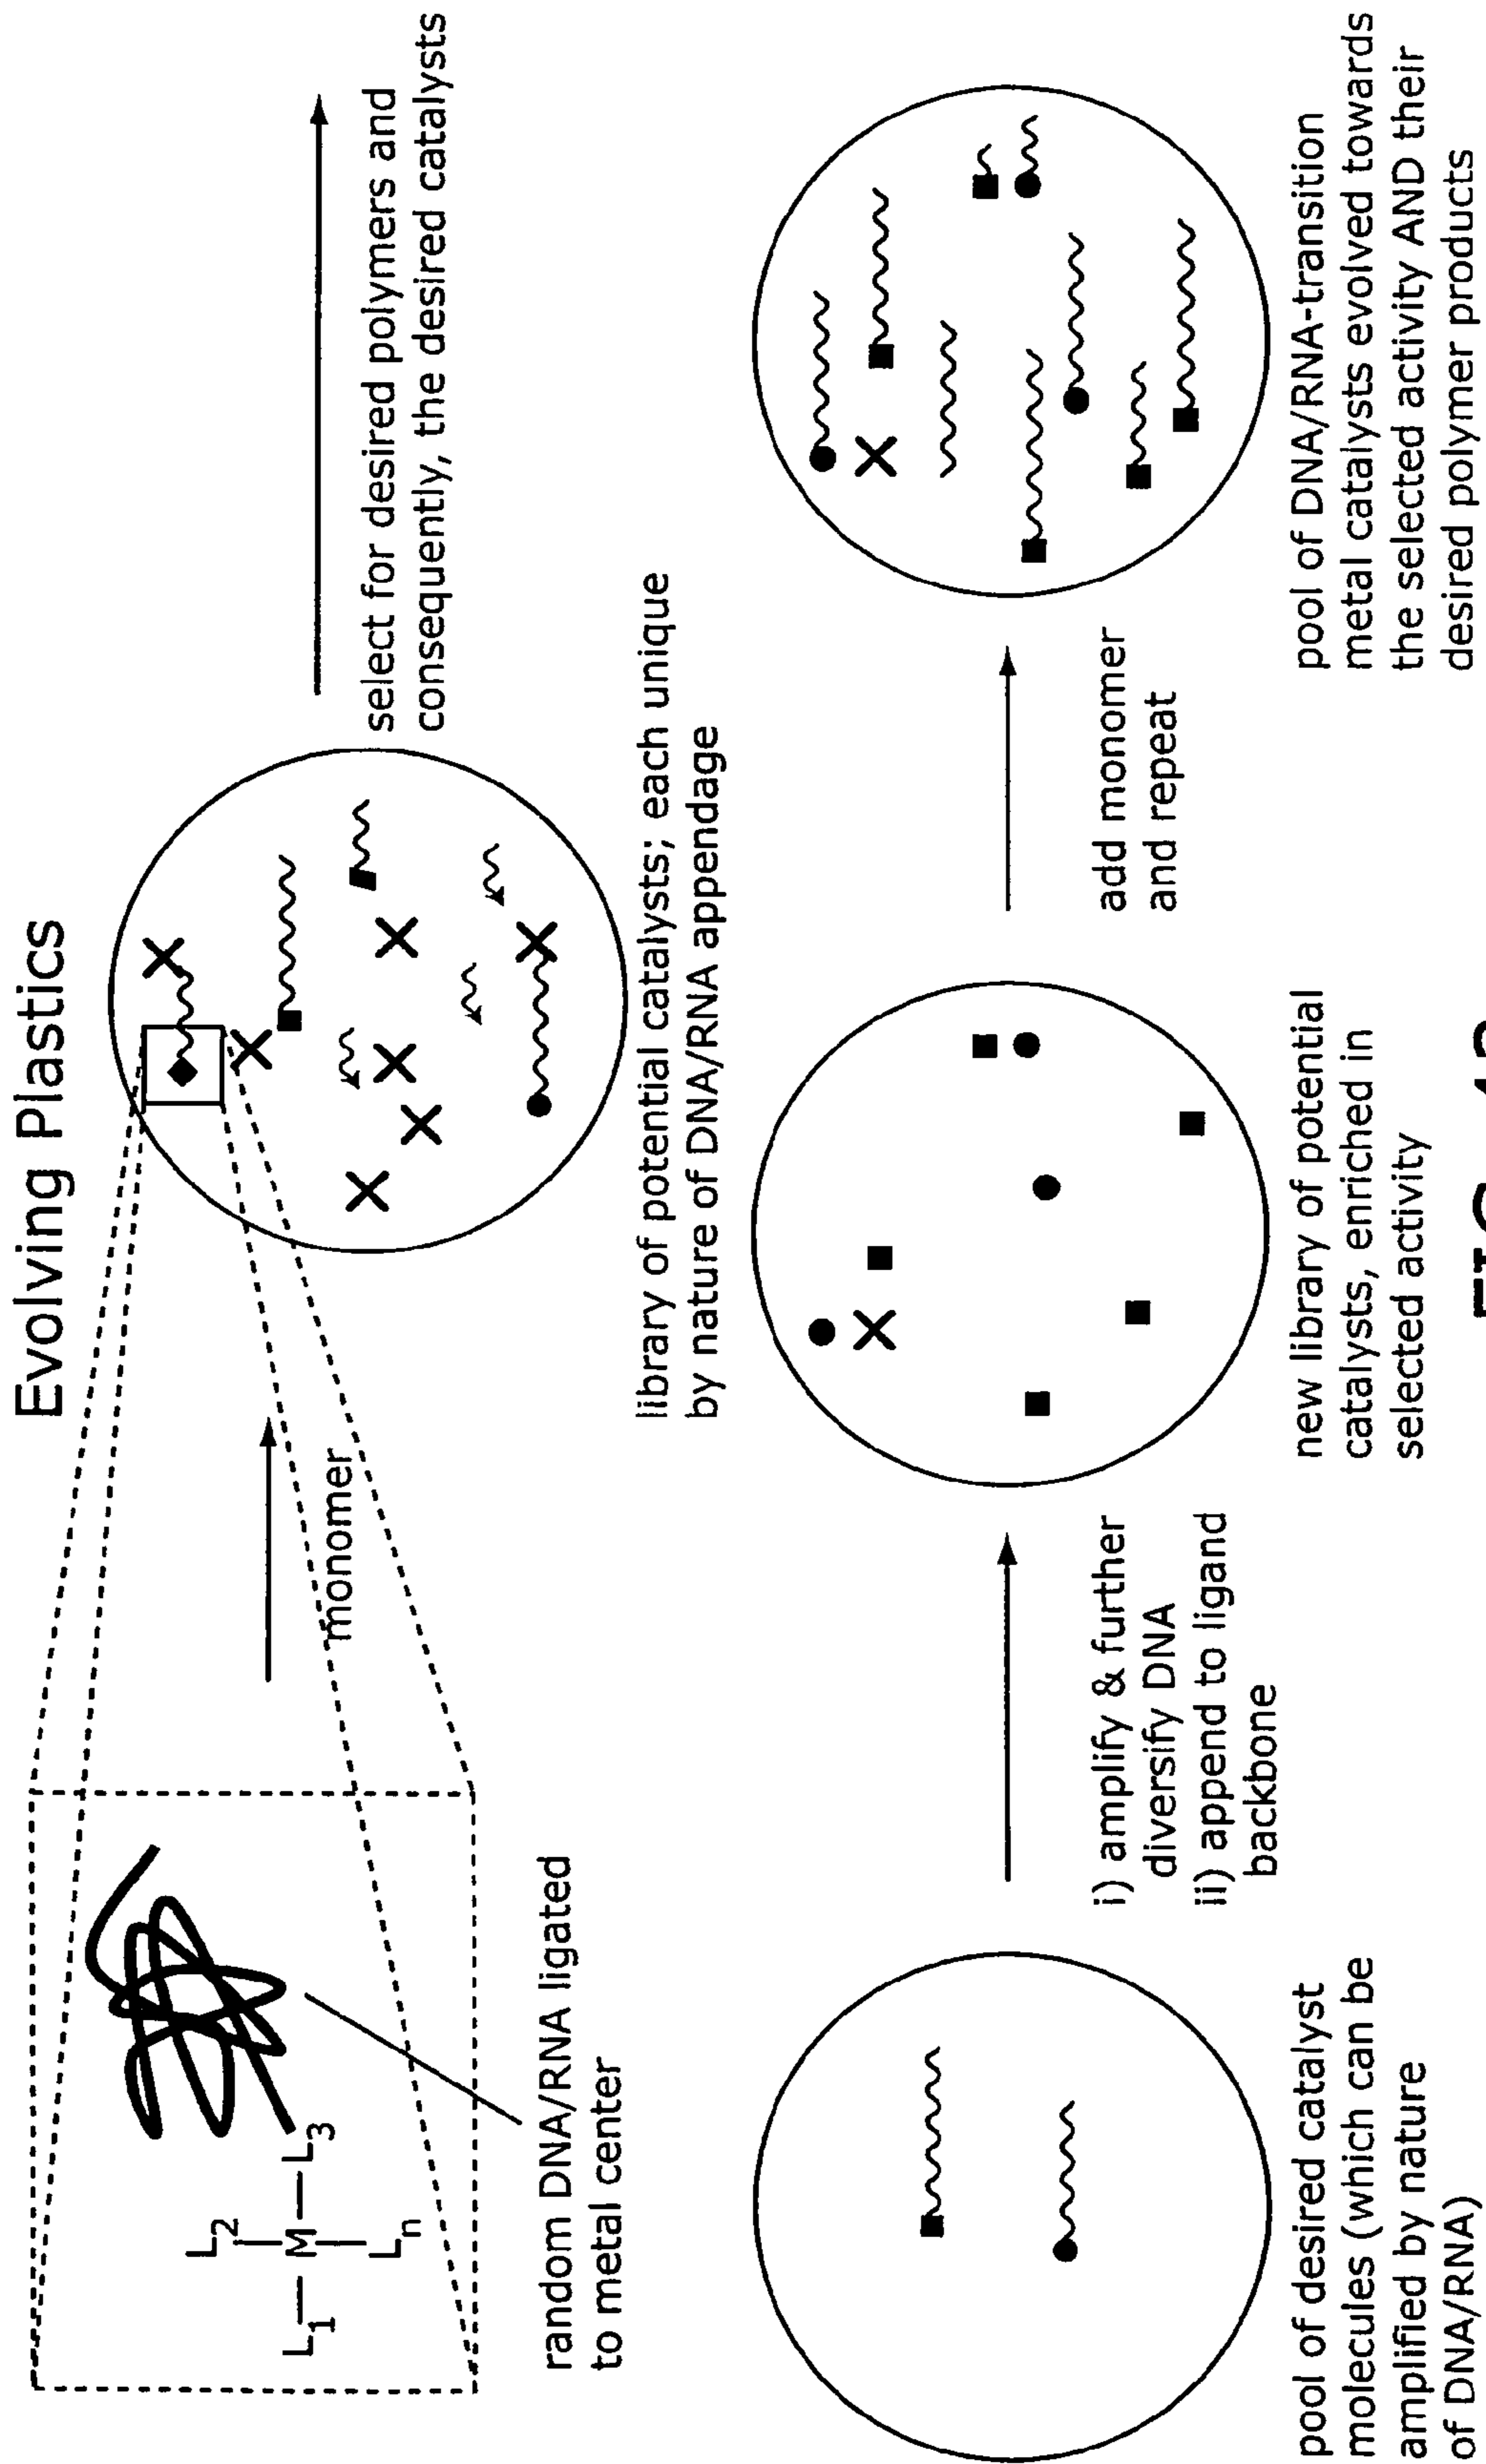 Evolving Plastics
L2
L1 M L3
Ln
random DNA/RNA ligated
to metal center
monomer
library of potential catalysts; each unique
by nature of DNA/RNA appendage
select for desired polymers and
consequently, the desired catalysts
pool of desired catalyst
molecules (which can be
amplified by nature
of DNA/RNA)
i) amplify & further
diversify DNA
ii) append to ligand
backbone
new library of potential
catalysts, enriched in
selected activity
add monomer
and repeat
pool of DNA/RNA-transition
metal catalysts evolved towards
the selected activity AND their
desired polymer products